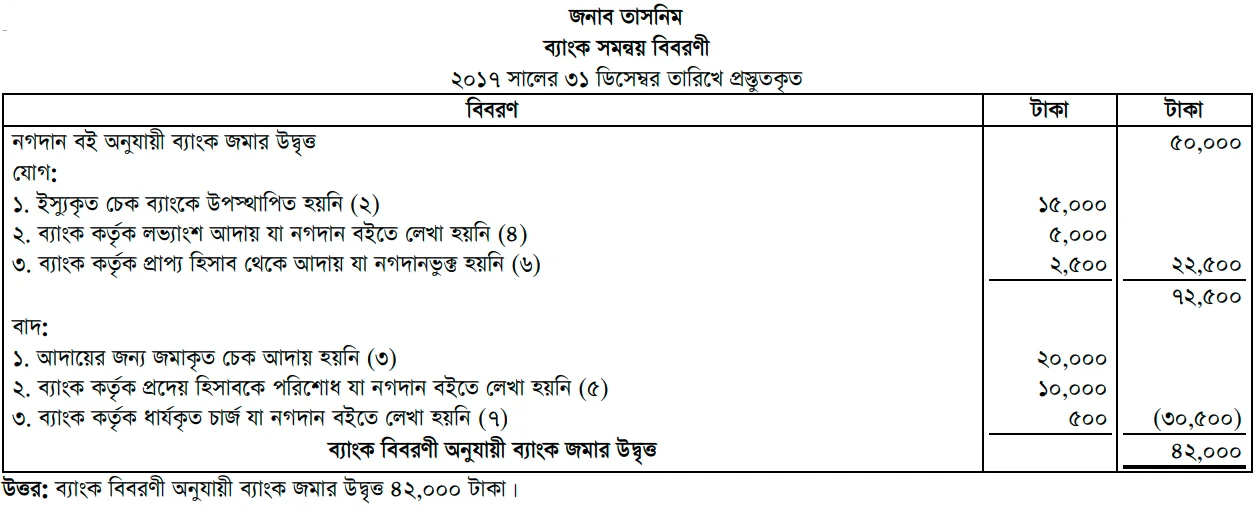 জনাব তাসনিম
ব্যাংক সমন্বয় বিবরণী
২০১৭ সালের ৩১ ডিসেম্বর তারিখে প্রস্তুতকৃত
বিবরণ টাকা টাকা
নগদান বই অনুযায়ী ব্যাংক জমার উদ্বৃত্ত ৫০,০০০
যোগ:
১. ইস্যুকৃত চেক ব্যাংকে উপস্থাপিত হয়নি (২) ১৫,০০০
২. ব্যাংক কর্তৃক লভ্যাংশ আদায় যা নগদান বইতে লেখা হয়নি (৪) ৫,০০০
৩. ব্যাংক কর্তৃক প্রাপ্য হিসাব থেকে আদায় যা নগদানভুক্ত হয়নি (৬) ২,৫০০ ২২,৫০০
৭২,৫০০
বাদ:
১. আদায়ের জন্য জমাকৃত চেক আদায় হয়নি (৩) ২০,০০০
২. ব্যাংক কর্তৃক প্রদেয় হিসাবকে পরিশোধ যা নগদান বইতে লেখা হয়নি (৫) ১০,০০০
৩. ব্যাংক কর্তৃক ধার্যকৃত চার্জ যা নগদান বইতে লেখা হয়নি (৭) ৫০০ (৩০,৫০০)
ব্যাংক বিবরণী অনুযায়ী ব্যাংক জমার উদ্বৃত্ত ৪২,০০০
উত্তর: ব্যাংক বিবরণী অনুযায়ী ব্যাংক জমার উদ্বৃত্ত ৪২,০০০ টাকা।